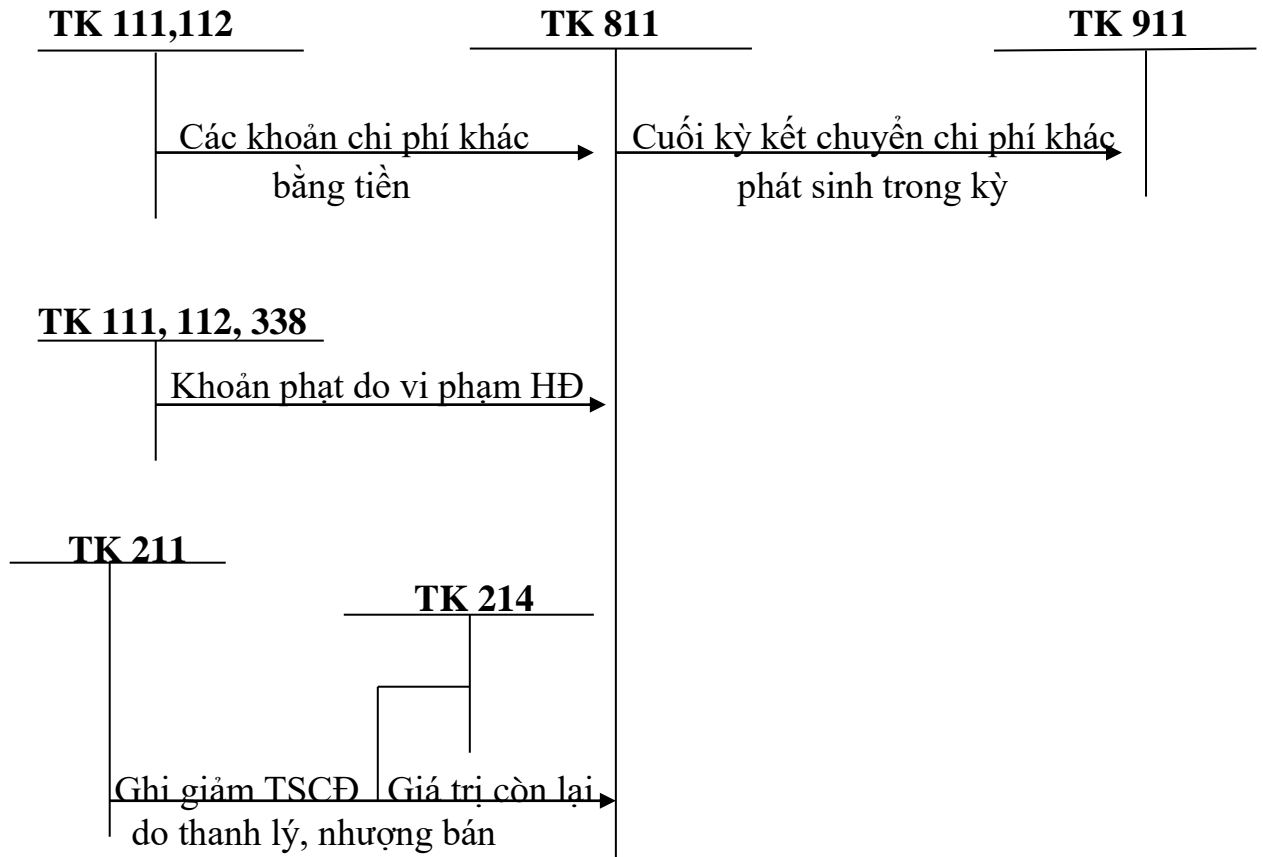 TK 111,112
TK 811
TK 911
Các khoản chi phí khác
bằng tiền
Cuối kỳ kết chuyển chi phí khác
phát sinh trong kỳ
TK 111, 112, 338
Khoản phạt do vi phạm HĐ
TK 211
TK 214
Ghi giảm TSCĐ
do thanh lý, nhượng bán
Giá trị còn lại